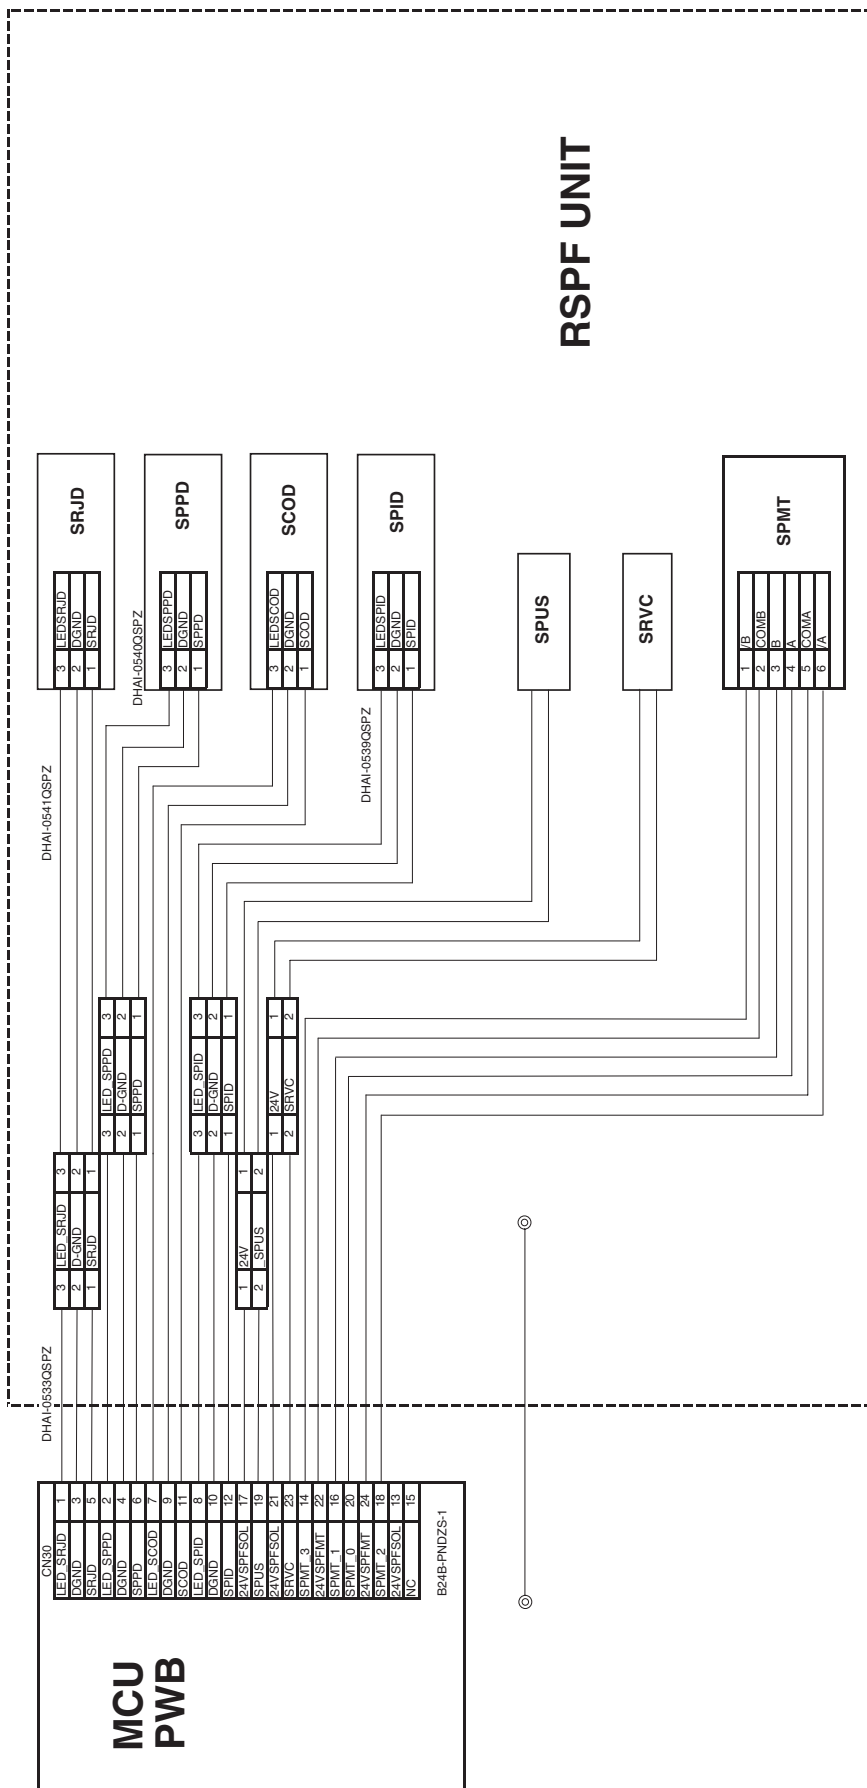 RSPF UNIT
SRJD
3 LEDSRJD
2 DGND
1 SRJD
SPPD
3 LEDSPPD
2 DGND
1 SPPD
SCOD
3 LEDSCOD
2 DGND
1 SCOD
SPID
3 LEDSPID
2 DGND
1 SPID
SPUS
SRVC
SPMT
1 /B
2 COMB
3 B
4 A
5 COMA
6 /A
DHAI-0540QSPZ
DHAI-0541QSPZ
DHAI-0539QSPZ
3 LED_SPPD 3
2 D-GND 2
1 SPPD 1
3 LED_SPID 3
2 D-GND 2
1 SPID 1
1 24V 1
2 SRVC 2
3 LED_SRJD 3
2 D-GND 2
1 SRJD 1
1 24V 1
2 _SPUS 2
DHAI-0533QSPZ
CN30
LED_SRJD 1
DGND 3
SRJD 5
LED_SPPD 2
DGND 4
SPPD 6
LED_SCOD 7
DGND 9
SCOD 11
LED_SPID 8
DGND 10
SPID 12
24VSPFSOL 17
SPUS 19
24VSPFSOL 21
SRVC 23
SPMT_3 14
24VSPFMT 22
SPMT_1 16
SPMT_0 20
24VSPFMT 24
SPMT_2 18
24VSPFSOL 13
NC 15
B24B-PNDZS-1
MCU
PWB